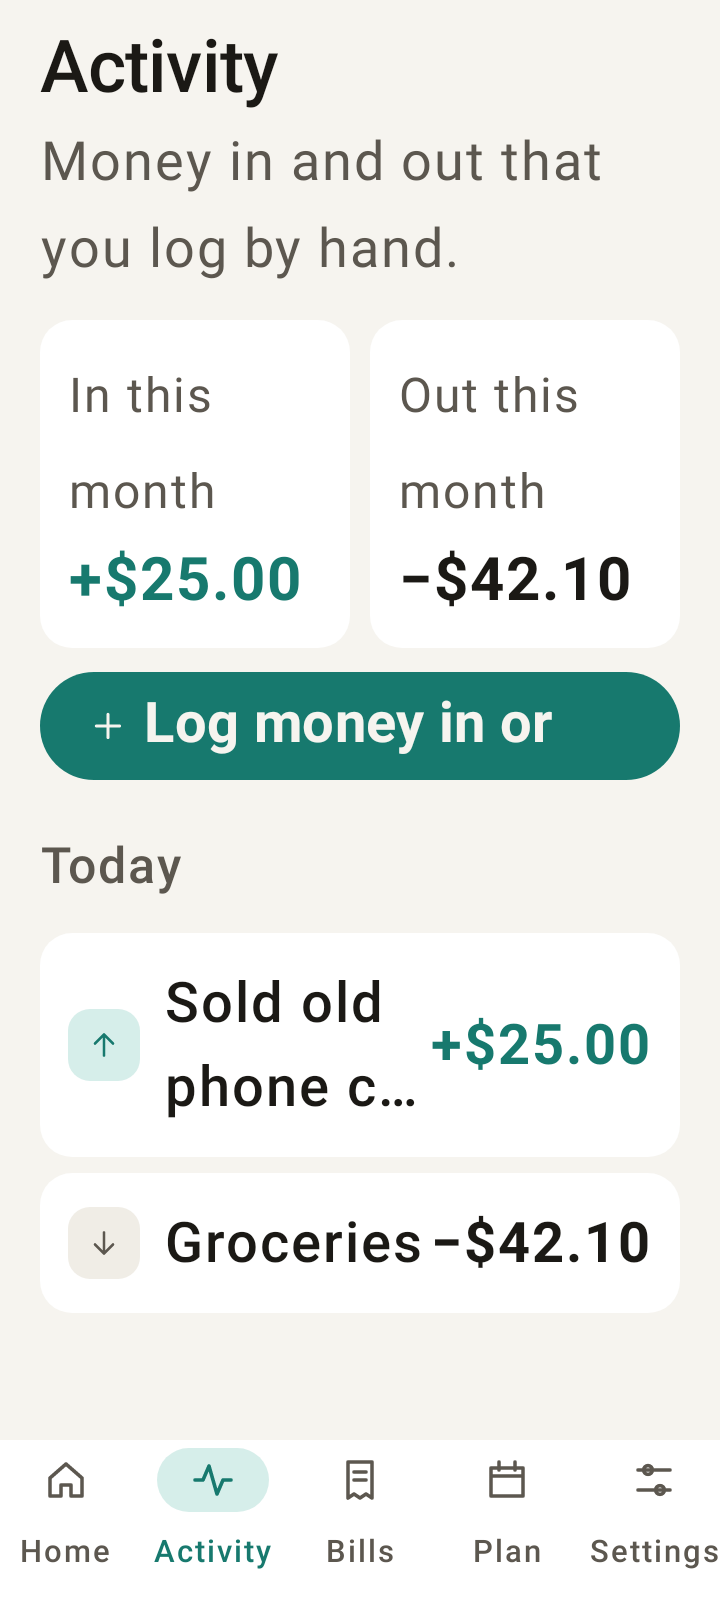 Activity
Money in and out that
you log by hand.
In this
month
+$25.00
Out this
month
−$42.10
+ Log money in or
Today
Sold old
phone c…
+$25.00
Groceries −$42.10
Home Activity Bills Plan Settings